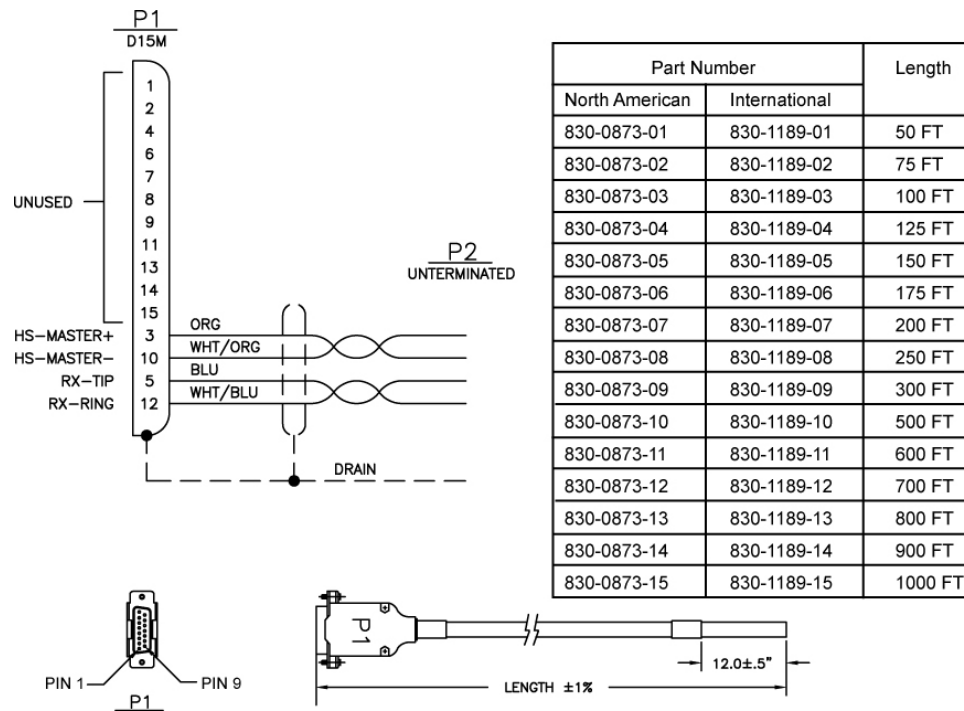 P1
D15M
1
2
4
6
7
8
9
11
13
14
15
UNUSED
HS-MASTER+ 3 ORG
HS-MASTER- 10 WHT/ORG
RX-TIP 5 BLU
RX-RING 12 WHT/BLU
DRAIN
P2
UNTERMINATED
Part Number Length
North American International
830-0873-01 830-1189-01 50 FT
830-0873-02 830-1189-02 75 FT
830-0873-03 830-1189-03 100 FT
830-0873-04 830-1189-04 125 FT
830-0873-05 830-1189-05 150 FT
830-0873-06 830-1189-06 175 FT
830-0873-07 830-1189-07 200 FT
830-0873-08 830-1189-08 250 FT
830-0873-09 830-1189-09 300 FT
830-0873-10 830-1189-10 500 FT
830-0873-11 830-1189-11 600 FT
830-0873-12 830-1189-12 700 FT
830-0873-13 830-1189-13 800 FT
830-0873-14 830-1189-14 900 FT
830-0873-15 830-1189-15 1000 FT
PIN 1 PIN 9
P1
P1
12.0±.5"
LENGTH ±1%